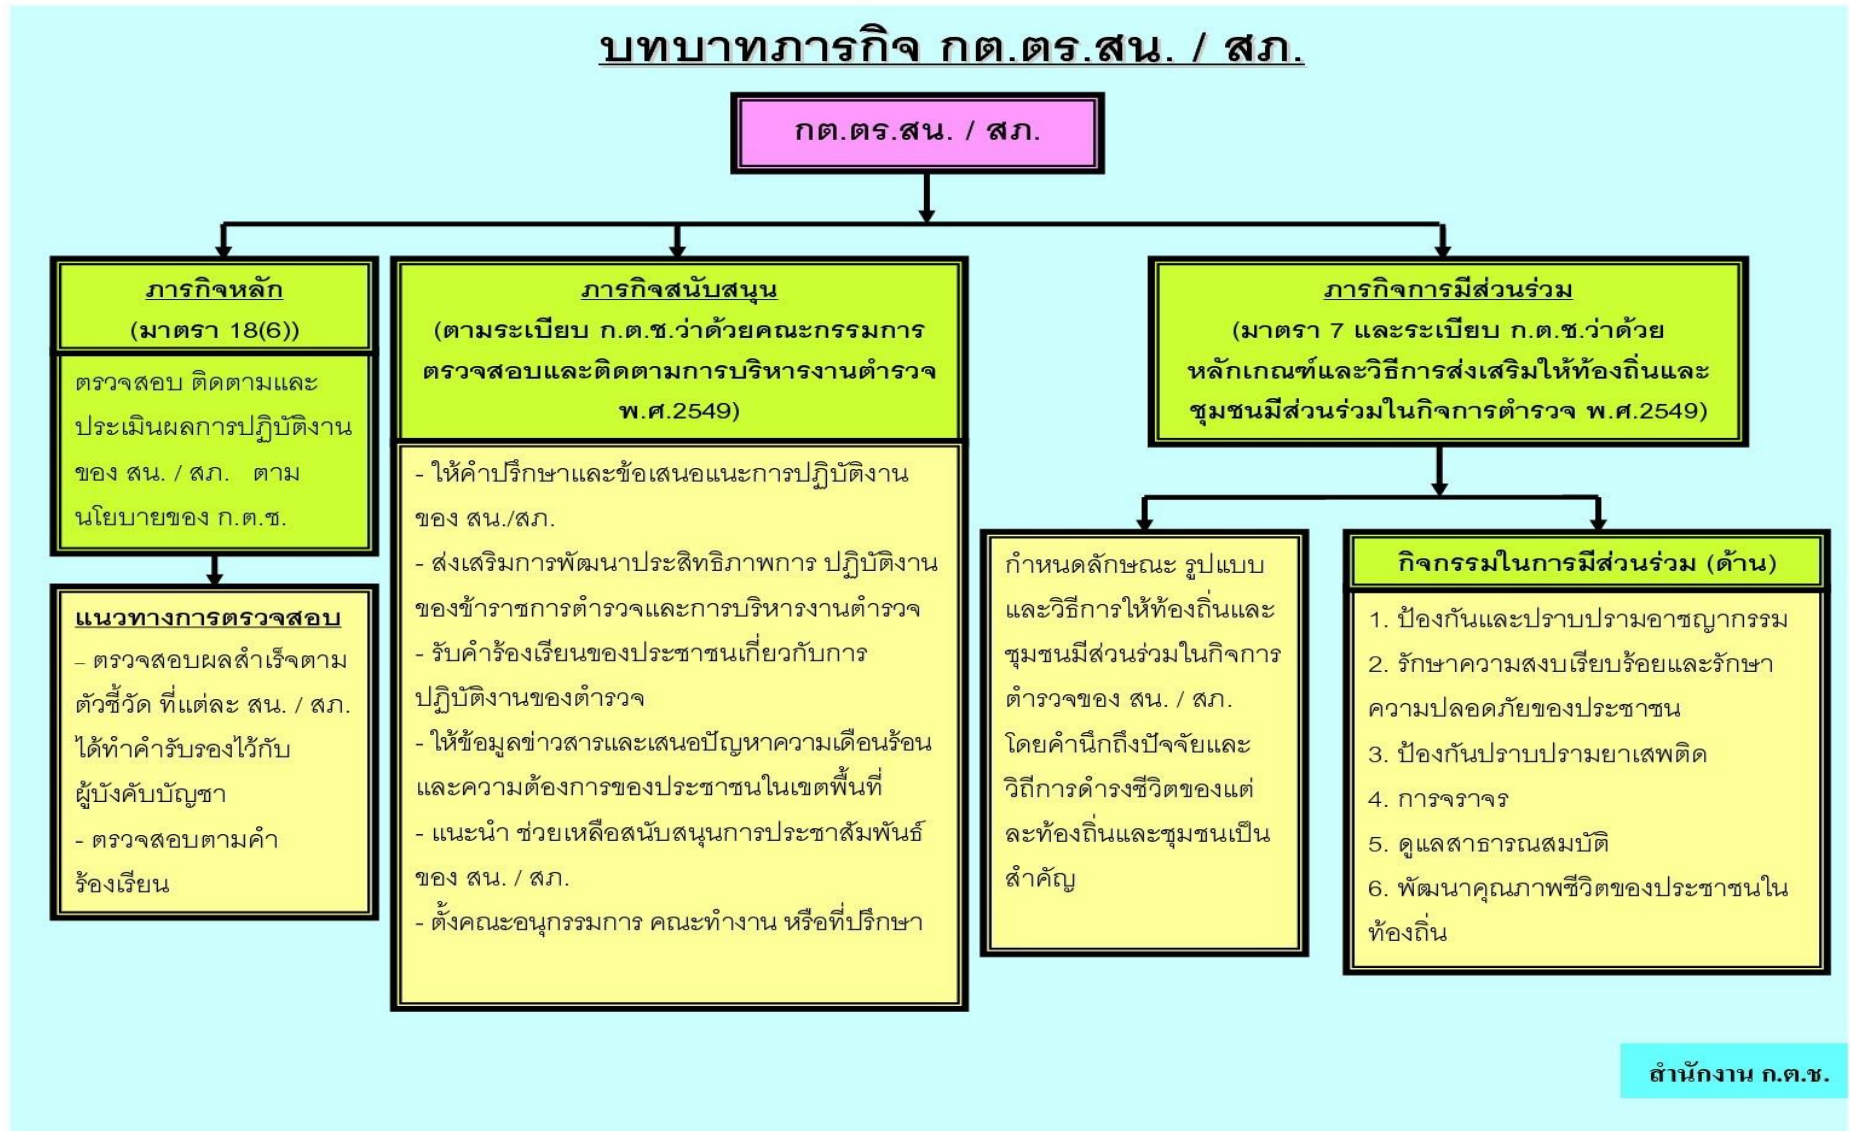 บทบาทภารกิจ กต.ตร.สน. / สภ.
กต.ตร.สน. / สภ.
ภารกิจหลัก
(มาตรา 18(6))
ตรวจสอบ ติดตามและ
ประเมินผลการปฏิบัติงาน
ของ สน. / สภ. ตาม
นโยบายของ ก.ต.ช.
แนวทางการตรวจสอบ
– ตรวจสอบผลสำเร็จตาม
ตัวชี้วัด ที่แต่ละ สน. / สภ.
ได้ทำคำรับรองไว้กับ
ผู้บังคับบัญชา
- ตรวจสอบตามคำ
ร้องเรียน
ภารกิจสนับสนุน
(ตามระเบียบ ก.ต.ช.ว่าด้วยคณะกรรมการ
ตรวจสอบและติดตามการบริหารงานตำรวจ
พ.ศ.2549)
- ให้คำปรึกษาและข้อเสนอแนะการปฏิบัติงาน
ของ สน./สภ.
- ส่งเสริมการพัฒนาประสิทธิภาพการ ปฏิบัติงาน
ของข้าราชการตำรวจและการบริหารงานตำรวจ
- รับคำร้องเรียนของประชาชนเกี่ยวกับการ
ปฏิบัติงานของตำรวจ
- ให้ข้อมูลข่าวสารและเสนอปัญหาความเดือนร้อน
และความต้องการของประชาชนในเขตพื้นที่
- แนะนำ ช่วยเหลือสนับสนุนการประชาสัมพันธ์
ของ สน. / สภ.
- ตั้งคณะอนุกรรมการ คณะทำงาน หรือที่ปรึกษา
ภารกิจการมีส่วนร่วม
(มาตรา 7 และระเบียบ ก.ต.ช.ว่าด้วย
หลักเกณฑ์และวิธีการส่งเสริมให้ท้องถิ่นและ
ชุมชนมีส่วนร่วมในกิจการตำรวจ พ.ศ.2549)
กำหนดลักษณะ รูปแบบ
และวิธีการให้ท้องถิ่นและ
ชุมชนมีส่วนร่วมในกิจการ
ตำรวจของ สน. / สภ.
โดยคำนึกถึงปัจจัยและ
วิถีการดำรงชีวิตของแต่
ละท้องถิ่นและชุมชนเป็น
สำคัญ
กิจกรรมในการมีส่วนร่วม (ด้าน)
1. ป้องกันและปราบปรามอาชญากรรม
2. รักษาความสงบเรียบร้อยและรักษา
ความปลอดภัยของประชาชน
3. ป้องกันปราบปรามยาเสพติด
4. การจราจร
5. ดูแลสาธารณสมบัติ
6. พัฒนาคุณภาพชีวิตของประชาชนใน
ท้องถิ่น
สำนักงาน ก.ต.ช.